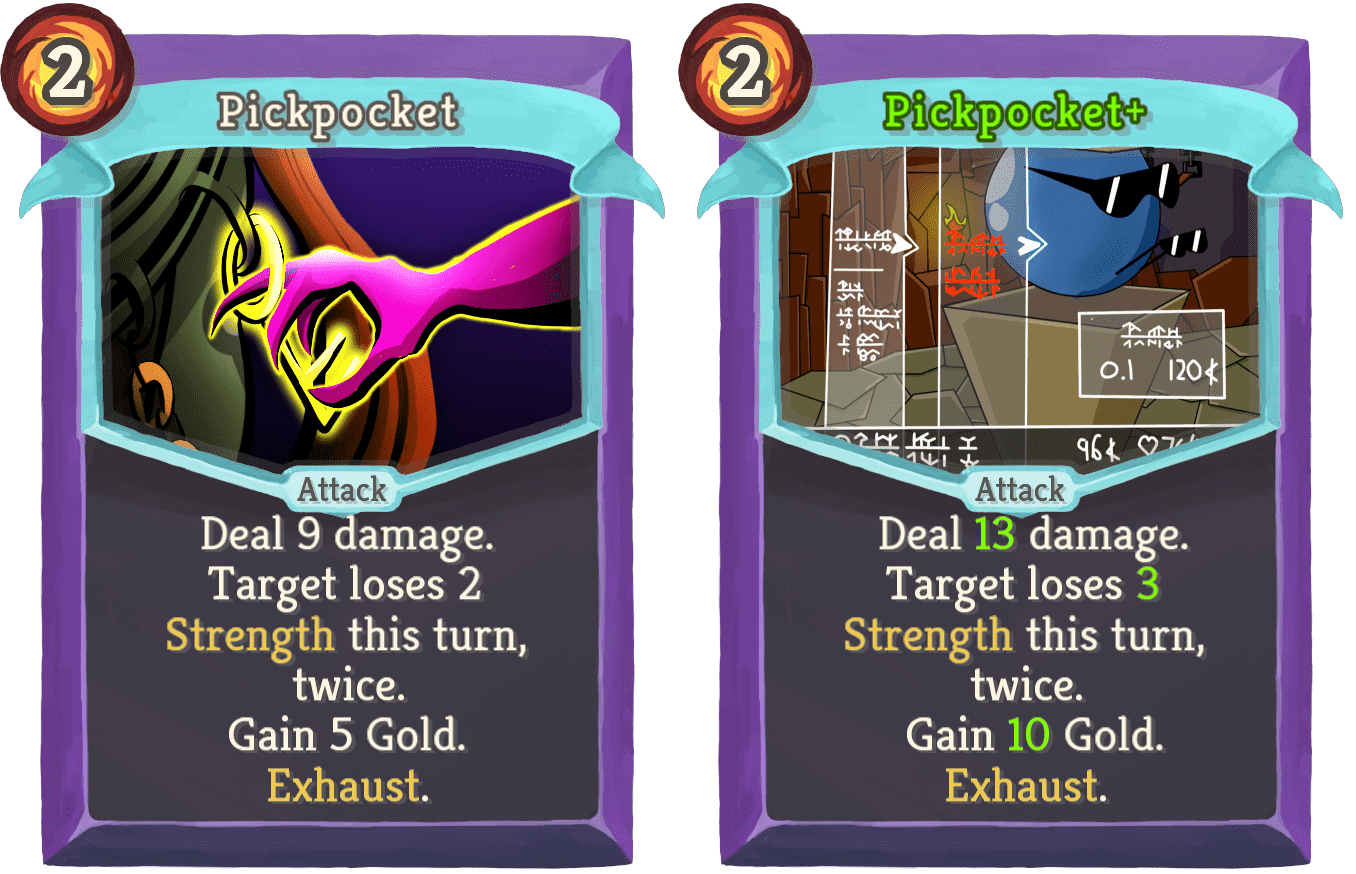 2
Pickpocket
Attack
Deal 9 damage.
Target loses 2
Strength this turn,
twice.
Gain 5 Gold.
Exhaust.
2
Pickpocket+
0.1 120
96
Attack
Deal 13 damage.
Target loses 3
Strength this turn,
twice.
Gain 10 Gold.
Exhaust.